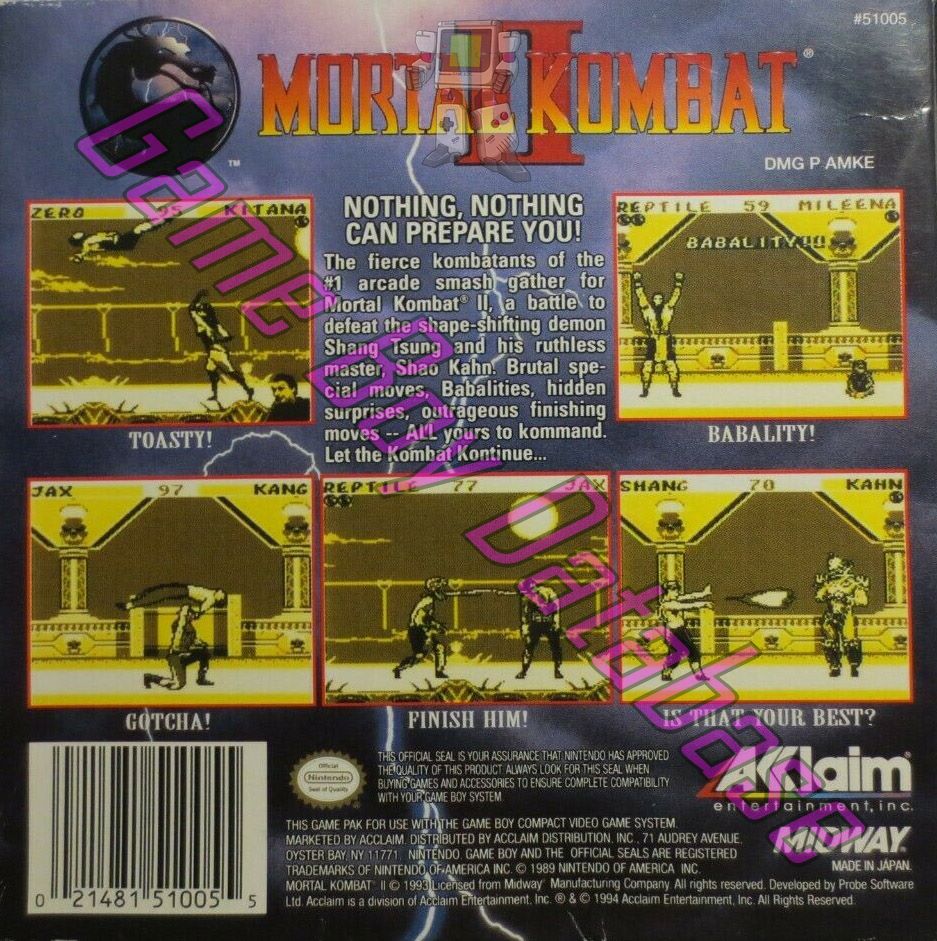 #51005
MORTAL KOMBAT II ®
™
DMG P AMKE
ZERO 95 KITANA
TOASTY!
NOTHING, NOTHING
CAN PREPARE YOU!
The fierce kombatants of the
#1 arcade smash gather for
Mortal Kombat® II, a battle to
defeat the shape-shifting demon
Shang Tsung and his ruthless
master, Shao Kahn. Brutal spe-
cial moves, Babalities, hidden
surprises, outrageous finishing
moves -- ALL yours to kommand.
Let the Kombat Kontinue...
REPTILE 59 MILEENA
BABALITY
BABALITY!
JAX 97 KANG
GOTCHA!
REPTILE 77 JAX
FINISH HIM!
SHANG 70 KAHN
IS THAT YOUR BEST?
Game Boy Database
0 21481 51005 5
Official
Nintendo
Seal of Quality
THIS OFFICIAL SEAL IS YOUR ASSURANCE THAT NINTENDO HAS APPROVED
THE QUALITY OF THIS PRODUCT. ALWAYS LOOK FOR THIS SEAL WHEN
BUYING GAMES AND ACCESSORIES TO ENSURE COMPLETE COMPATIBILITY
WITH YOUR GAME BOY SYSTEM.
AKklaim
entertainment, inc.
MIDWAY®
MADE IN JAPAN.
THIS GAME PAK FOR USE WITH THE GAME BOY COMPACT VIDEO GAME SYSTEM.
MARKETED BY ACCLAIM. DISTRIBUTED BY ACCLAIM DISTRIBUTION, INC., 71 AUDREY AVENUE,
OYSTER BAY, NY 11771. NINTENDO, GAME BOY AND THE OFFICIAL SEALS ARE REGISTERED
TRADEMARKS OF NINTENDO OF AMERICA INC. © 1989 NINTENDO OF AMERICA INC.
MORTAL KOMBAT® II © 1993 Licensed from Midway® Manufacturing Company. All rights reserved. Developed by Probe Software
Ltd. Acclaim is a division of Acclaim Entertainment, Inc. ® & © 1994 Acclaim Entertainment, Inc. All Rights Reserved.